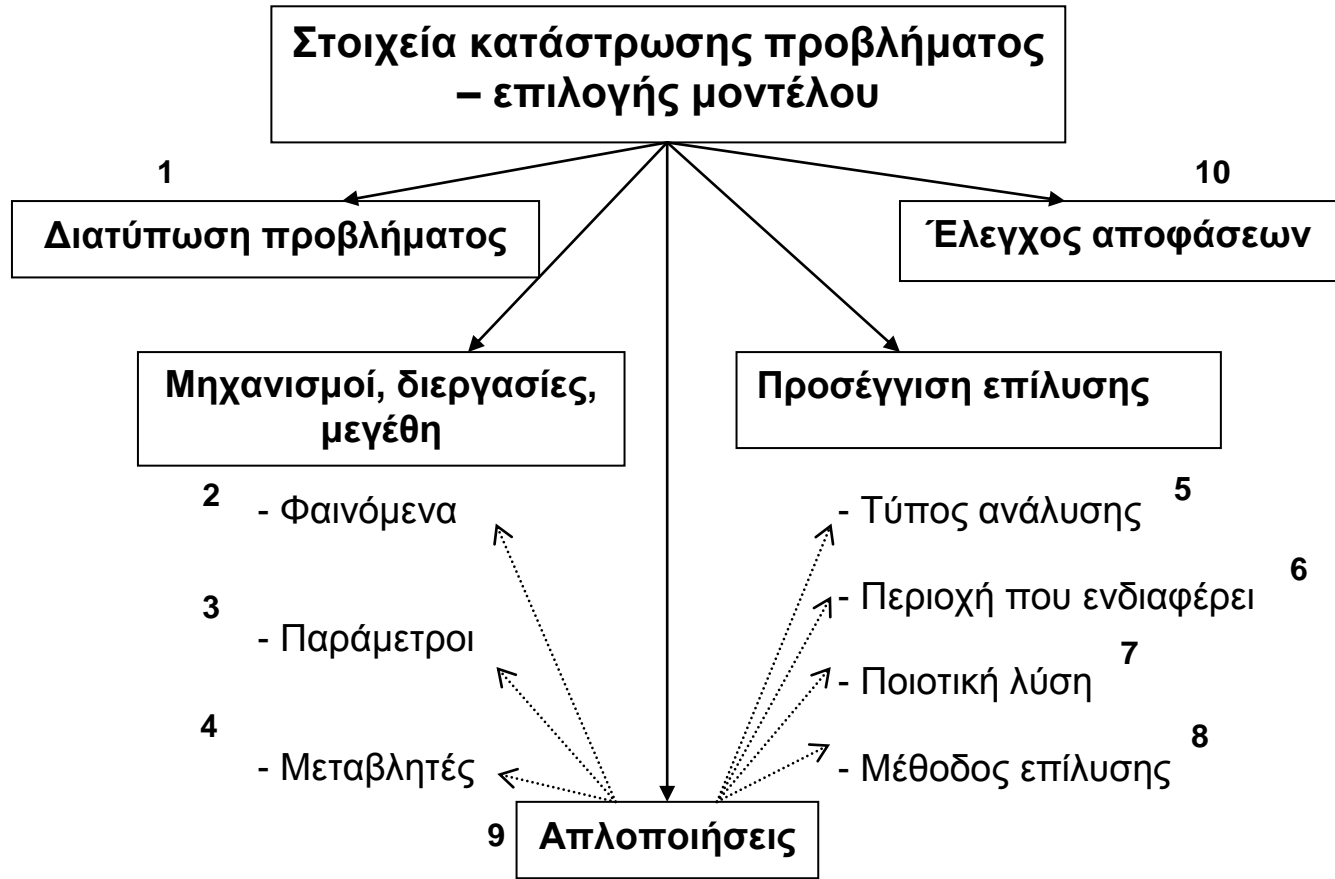 Στοιχεία κατάστρωσης προβλήματος
– επιλογής μοντέλου
1
Διατύπωση προβλήματος
10
Έλεγχος αποφάσεων
Μηχανισμοί, διεργασίες,
μεγέθη
Προσέγγιση επίλυσης
2
- Φαινόμενα
3
- Παράμετροι
4
- Μεταβλητές
5
- Τύπος ανάλυσης
6
- Περιοχή που ενδιαφέρει
7
- Ποιοτική λύση
8
- Μέθοδος επίλυσης
9
Απλοποιήσεις